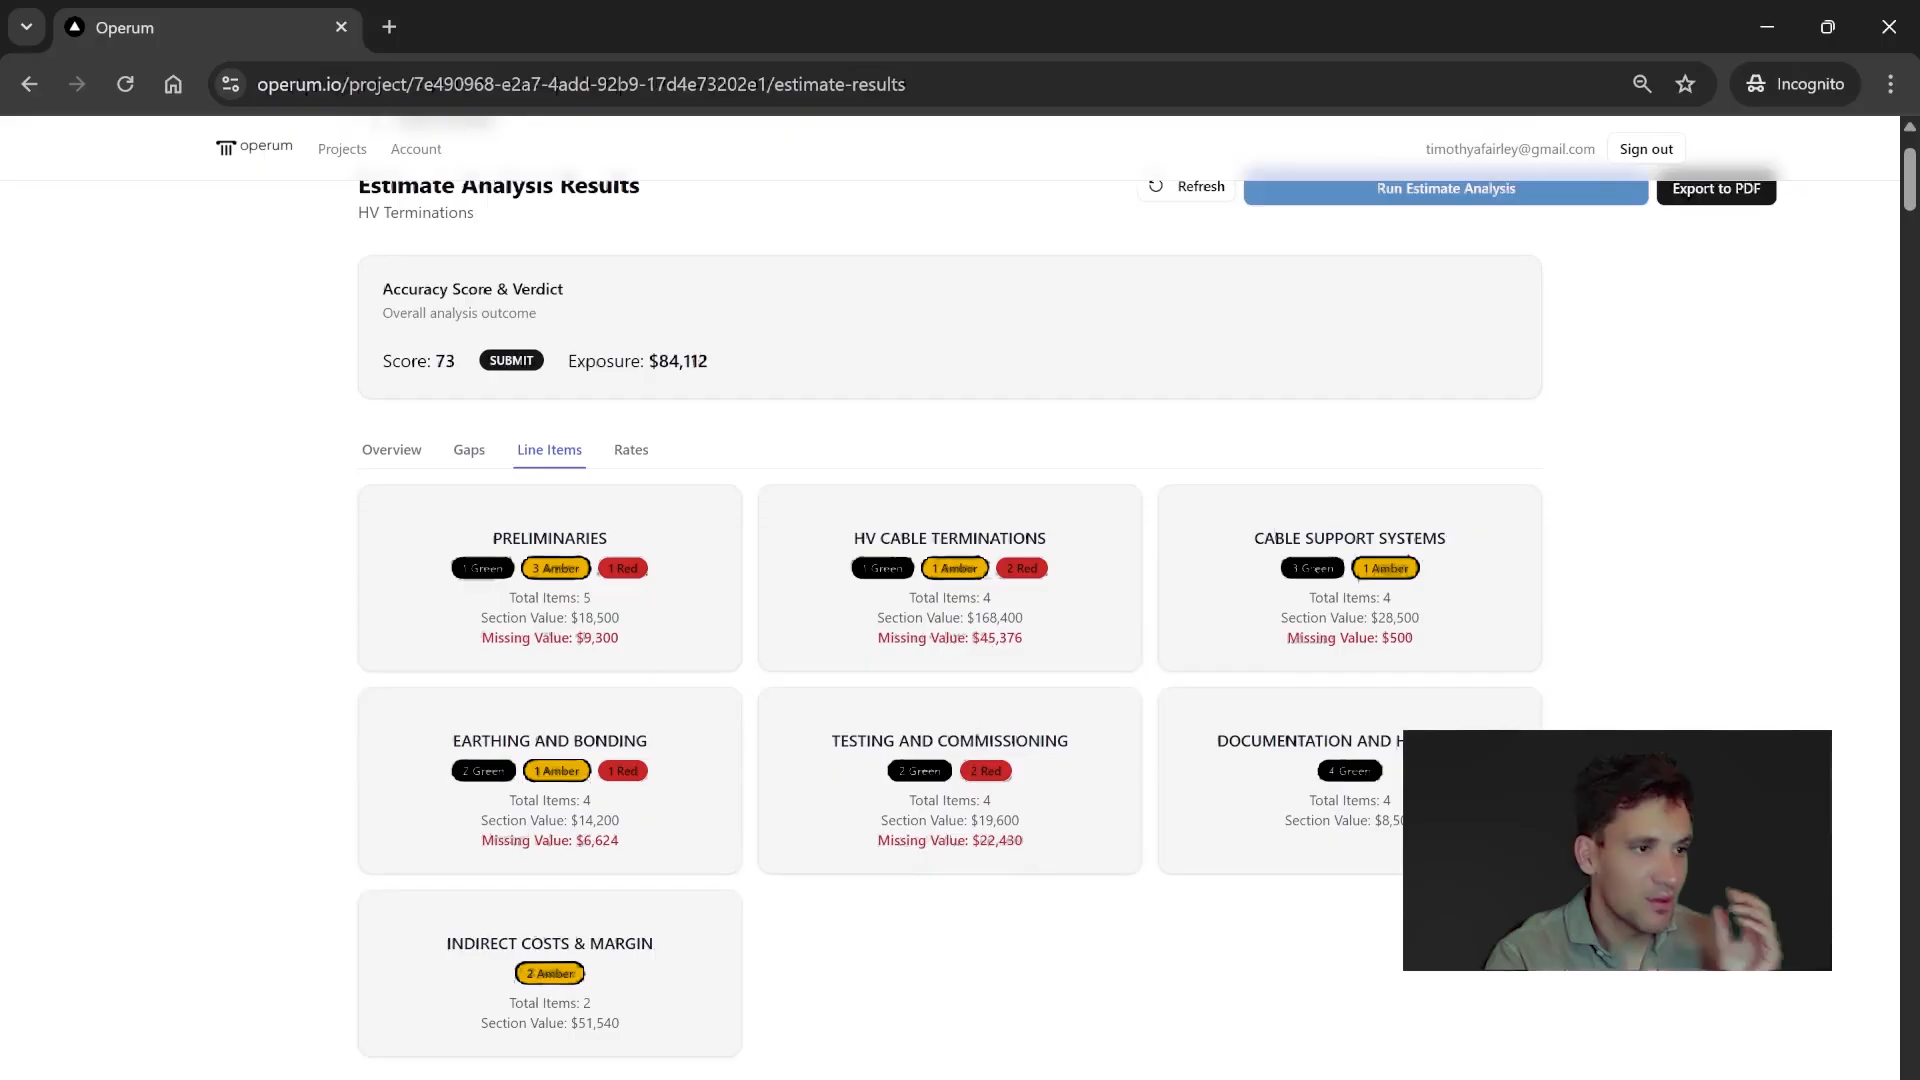 Operum
operum.io/project/7e490968-e2a7-4add-92b9-17d4e73202e1/estimate-results
Incognito
operum Projects Account timothyafairley@gmail.com Sign out
Estimate Analysis Results
Refresh Run Estimate Analysis Export to PDF
HV Terminations
Accuracy Score & Verdict
Overall analysis outcome
Score: 73 SUBMIT Exposure: $84,112
Overview Gaps Line Items Rates
PRELIMINARIES
1 Green 3 Amber 1 Red
Total Items: 5
Section Value: $18,500
Missing Value: $9,300
HV CABLE TERMINATIONS
1 Green 1 Amber 2 Red
Total Items: 4
Section Value: $168,400
Missing Value: $45,376
CABLE SUPPORT SYSTEMS
3 Green 1 Amber
Total Items: 4
Section Value: $28,500
Missing Value: $500
EARTHING AND BONDING
2 Green 1 Amber 1 Red
Total Items: 4
Section Value: $14,200
Missing Value: $6,624
TESTING AND COMMISSIONING
2 Green 2 Red
Total Items: 4
Section Value: $19,600
Missing Value: $22,430
DOCUMENTATION AND H
4 Green
Total Items: 4
Section Value: $8,50
INDIRECT COSTS & MARGIN
2 Amber
Total Items: 2
Section Value: $51,540